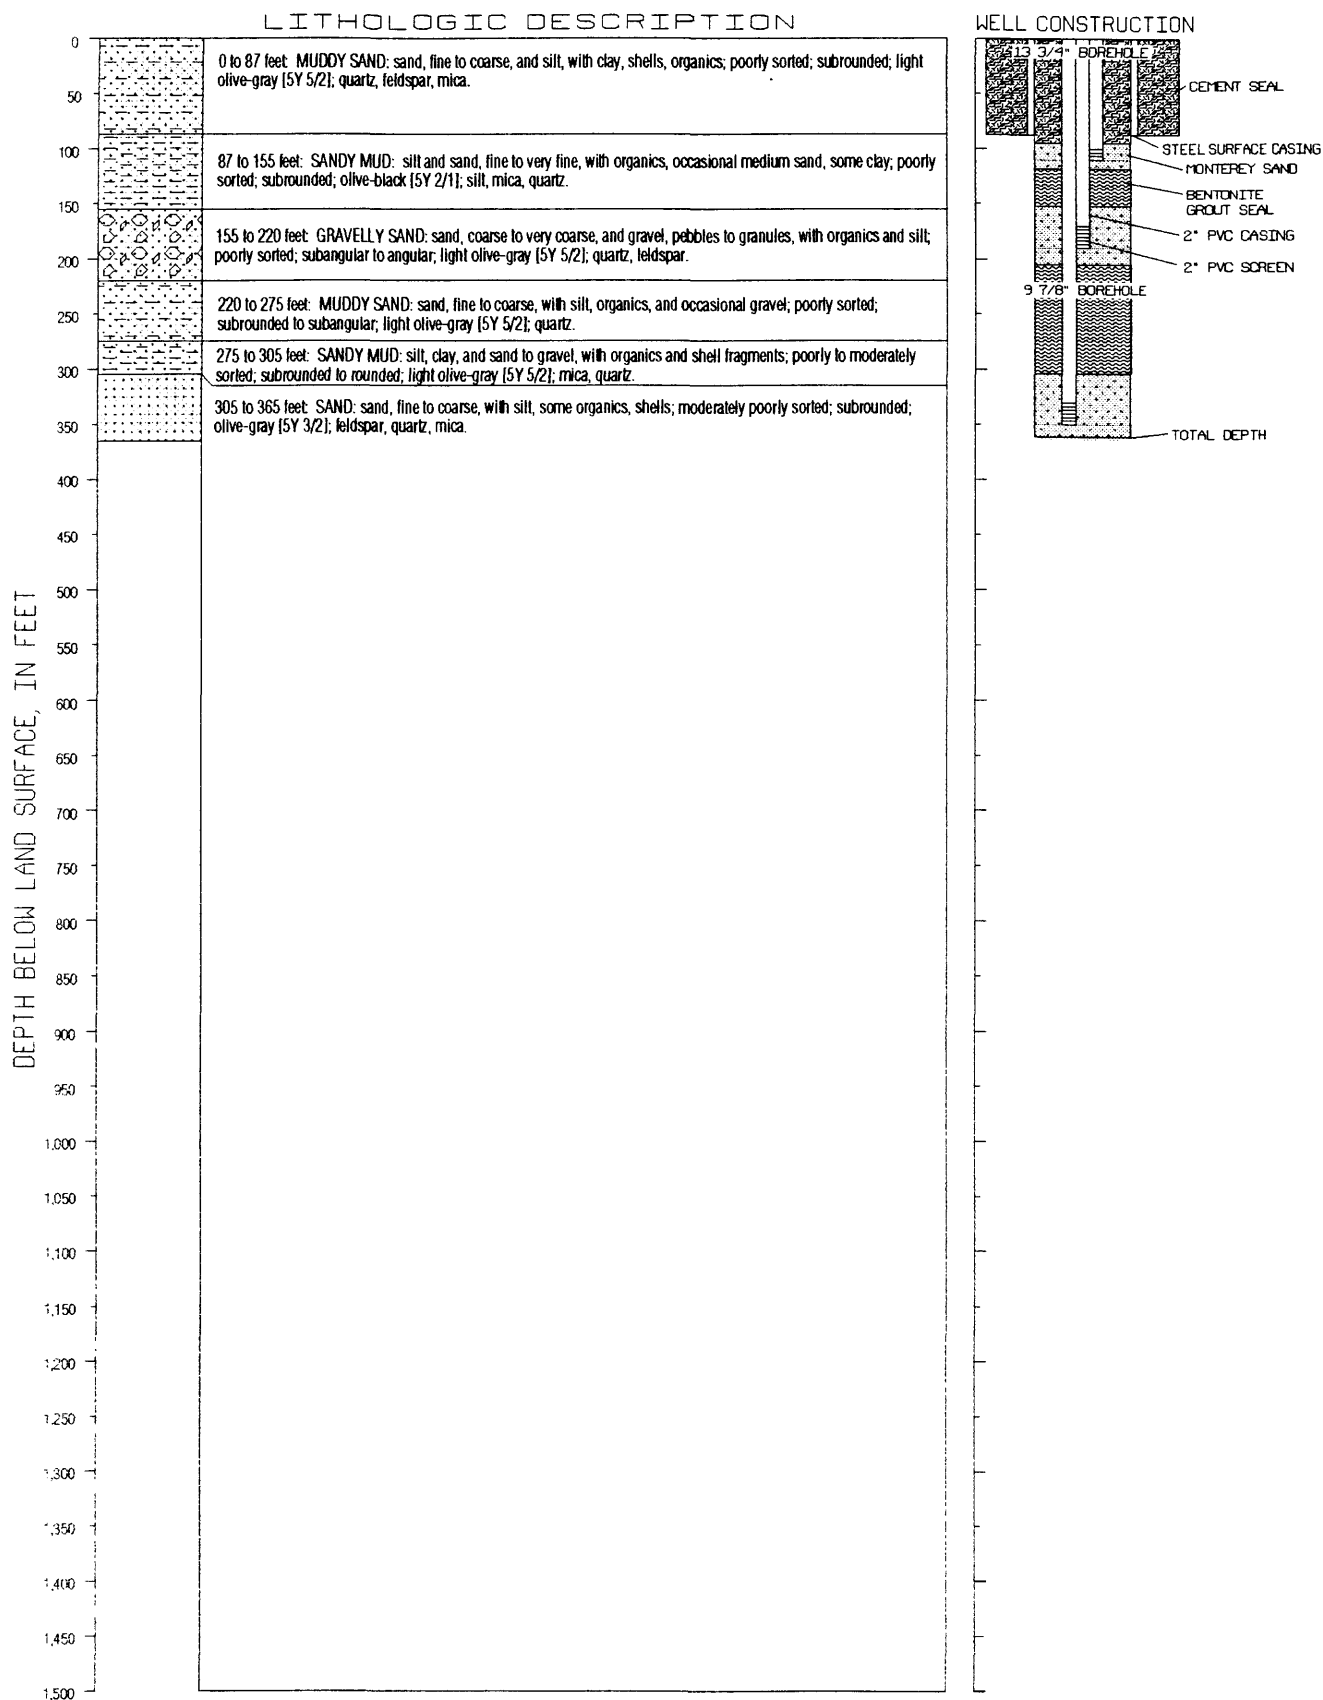 LITHOLOGIC DESCRIPTION
WELL CONSTRUCTION
0 to 87 feet: MUDDY SAND: sand, fine to coarse, and silt, with clay, shells, organics; poorly sorted; subrounded; light
olive-gray [5Y 5/2]; quartz, feldspar, mica.
87 to 155 feet: SANDY MUD: silt and sand, fine to very fine, with organics, occasional medium sand, some clay; poorly
sorted; subrounded; olive-black [5Y 2/1]; silt, mica, quartz.
155 to 220 feet: GRAVELLY SAND: sand, coarse to very coarse, and gravel, pebbles to granules, with organics and silt;
poorly sorted; subangular to angular; light olive-gray [5Y 5/2]; quartz, feldspar.
220 to 275 feet: MUDDY SAND: sand, fine to coarse, with silt, organics, and occasional gravel; poorly sorted;
subrounded to subangular; light olive-gray [5Y 5/2]; quartz.
275 to 305 feet: SANDY MUD: silt, clay, and sand to gravel, with organics and shell fragments; poorly to moderately
sorted; subrounded to rounded; light olive-gray [5Y 5/2]; mica, quartz.
305 to 365 feet: SAND: sand, fine to coarse, with silt, some organics, shells; moderately poorly sorted; subrounded;
olive-gray [5Y 3/2]; feldspar, quartz, mica.
DEPTH BELOW LAND SURFACE, IN FEET
0
50
100
150
200
250
300
350
400
450
500
550
600
650
700
750
800
850
900
950
1,000
1,050
1,100
1,150
1,200
1,250
1,300
1,350
1,400
1,450
1,500
13 3/4" BOREHOLE
CEMENT SEAL
STEEL SURFACE CASING
MONTEREY SAND
BENTONITE
GROUT SEAL
2" PVC CASING
2" PVC SCREEN
9 7/8" BOREHOLE
TOTAL DEPTH